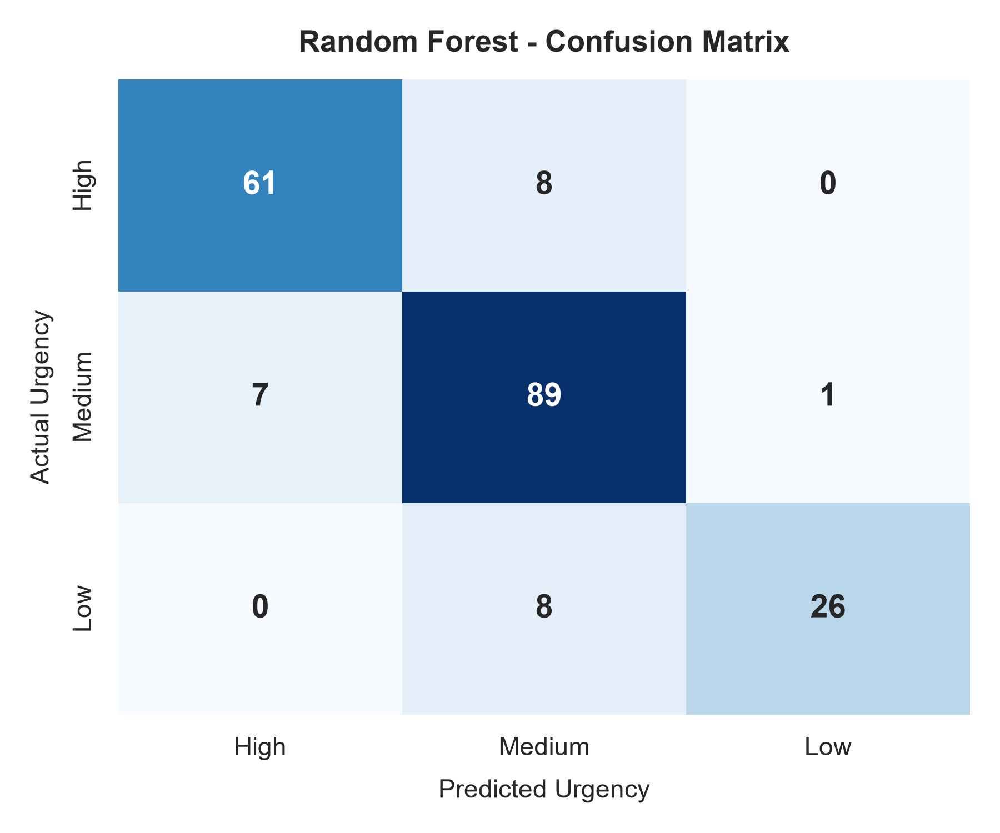 Random Forest - Confusion Matrix
Actual Urgency
High
61
8
0
Medium
7
89
1
Low
0
8
26
High
Medium
Low
Predicted Urgency